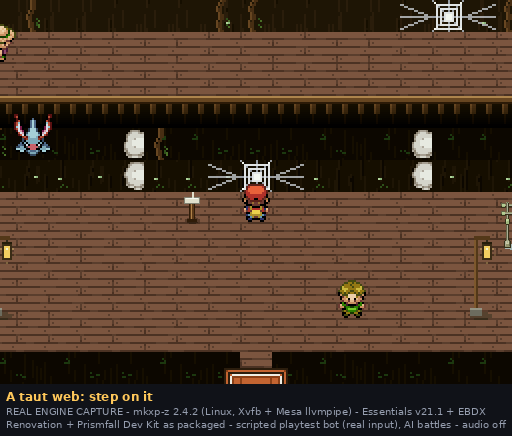 A taut web: step on it
REAL ENGINE CAPTURE - mkxp-z 2.4.2 (Linux, Xvfb + Mesa llvmpipe) - Essentials v21.1 + EBDX
Renovation + Prismfall Dev Kit as packaged - scripted playtest bot (real input), AI battles - audio off